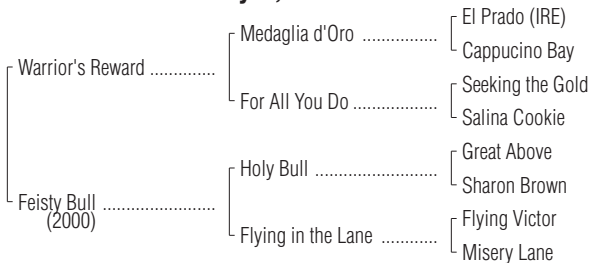 El Prado (IRE)
Medaglia d'Oro ................
Cappucino Bay
Warrior's Reward ..............
Seeking the Gold
For All You Do ..................
Salina Cookie
Great Above
Holy Bull ..........................
Sharon Brown
Feisty Bull ........................
(2000)
Flying Victor
Flying in the Lane ............
Misery Lane